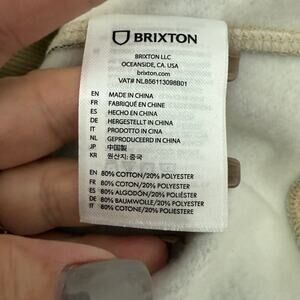 BRIXTON
BRIXTON LLC
OCEANSIDE, CA. USA
brixton.com
VAT# NL856113098B01
EN MADE IN CHINA
FR FABRIQUÉ EN CHINE
ES HECHO EN CHINE
DE HERGESTELLT IN CHINA
IT PRODOTTO IN CINA
NL GEPRODUCEERD IN CHINA
JP 中国製
KR 원산지: 중국
EN 80% COTTON/20% POLYESTER
FR 80% COTON/20% POLYESTER
ES 80% ALGODÓN/20% POLIÉSTER
DE 80% BAUMWOLLE/20% POLYESTER
IT 80% COTONE/20% POLIESTERE